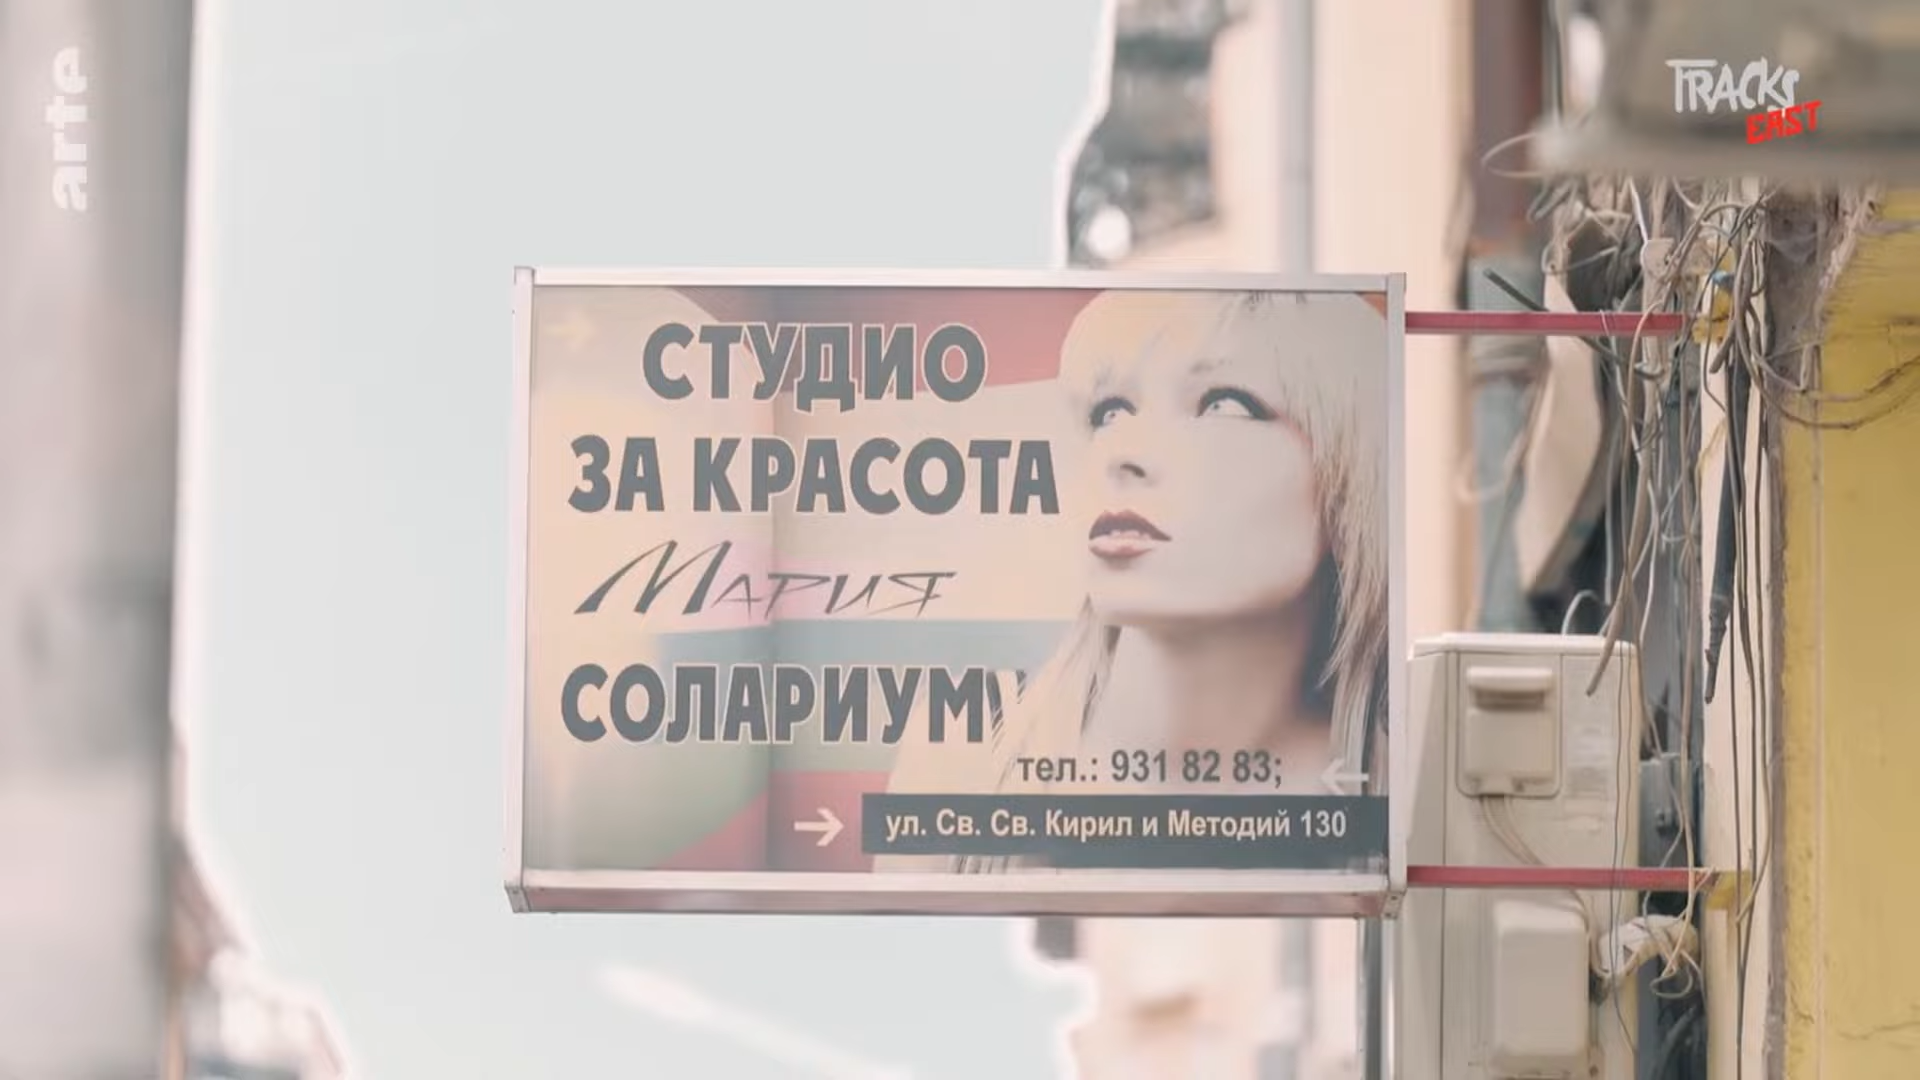 arte
TRACKS
EAST
СТУДИО
ЗА КРАСОТА
Мария
СОЛАРИУМ
тел.: 931 82 83;
ул. Св. Св. Кирил и Методий 130